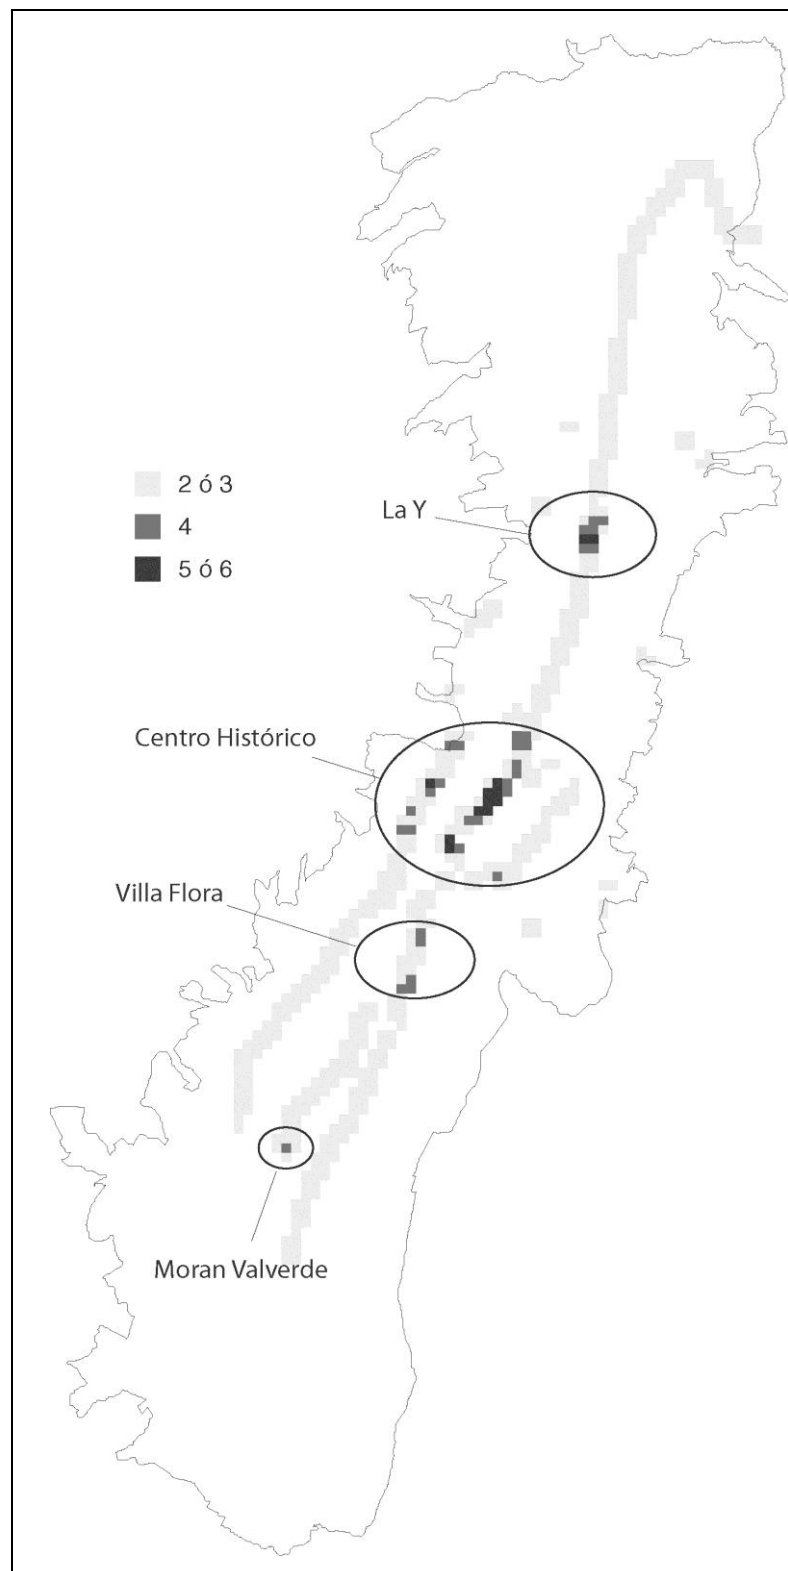 2 ó 3
4
5 ó 6
La Y
Centro Histórico
Villa Flora
Moran Valverde